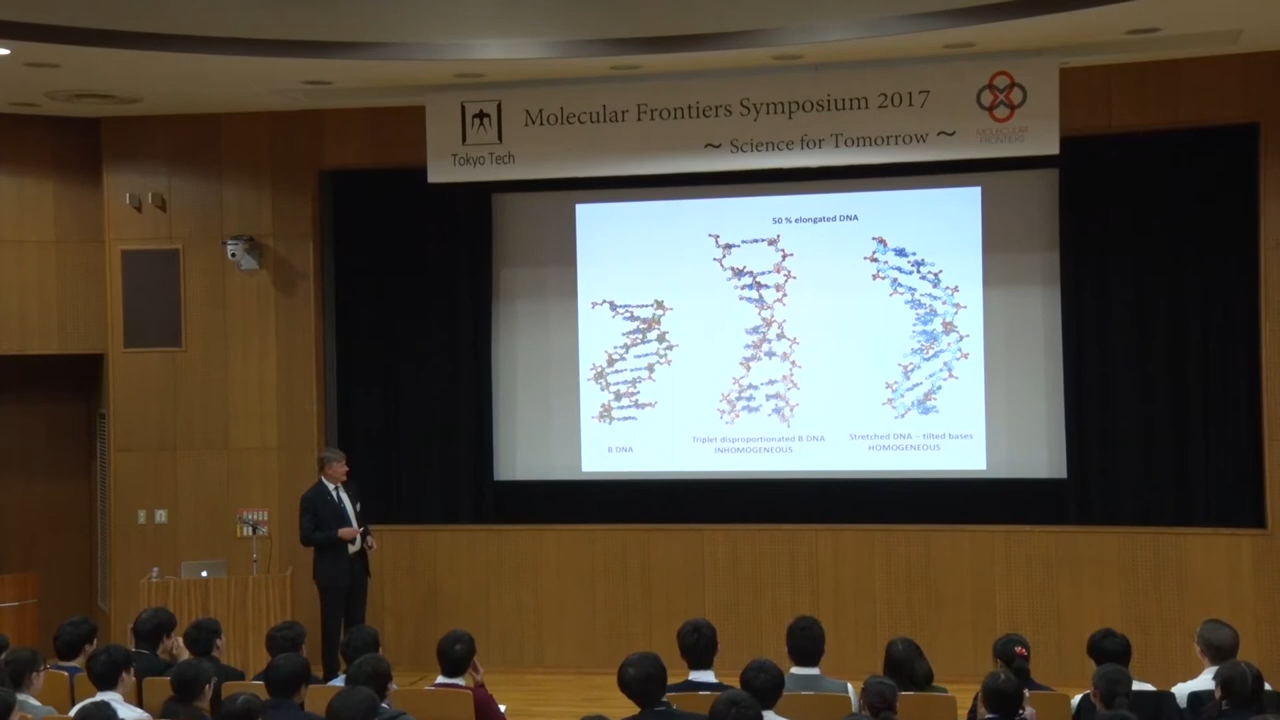 Molecular Frontiers Symposium 2017
~ Science for Tomorrow ~
Tokyo Tech
MOLECULAR
FRONTIERS
50 % elongated DNA
B DNA
Triplet disproportionated B DNA
INHOMOGENEOUS
Stretched DNA – tilted bases
HOMOGENEOUS